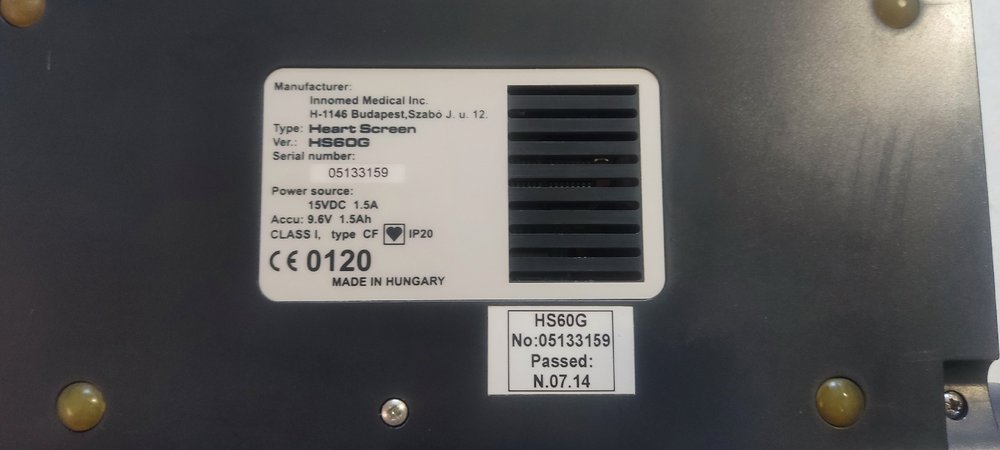 Manufacturer:
Innomed Medical Inc.
H-1146 Budapest,Szabó J. u. 12.
Type: Heart Screen
Ver.: HS60G
Serial number:
05133159
Power source:
15VDC 1.5A
Accu: 9.6V 1.5Ah
CLASS I, type CF IP20
CE 0120
MADE IN HUNGARY
HS60G
No:05133159
Passed:
N.07.14